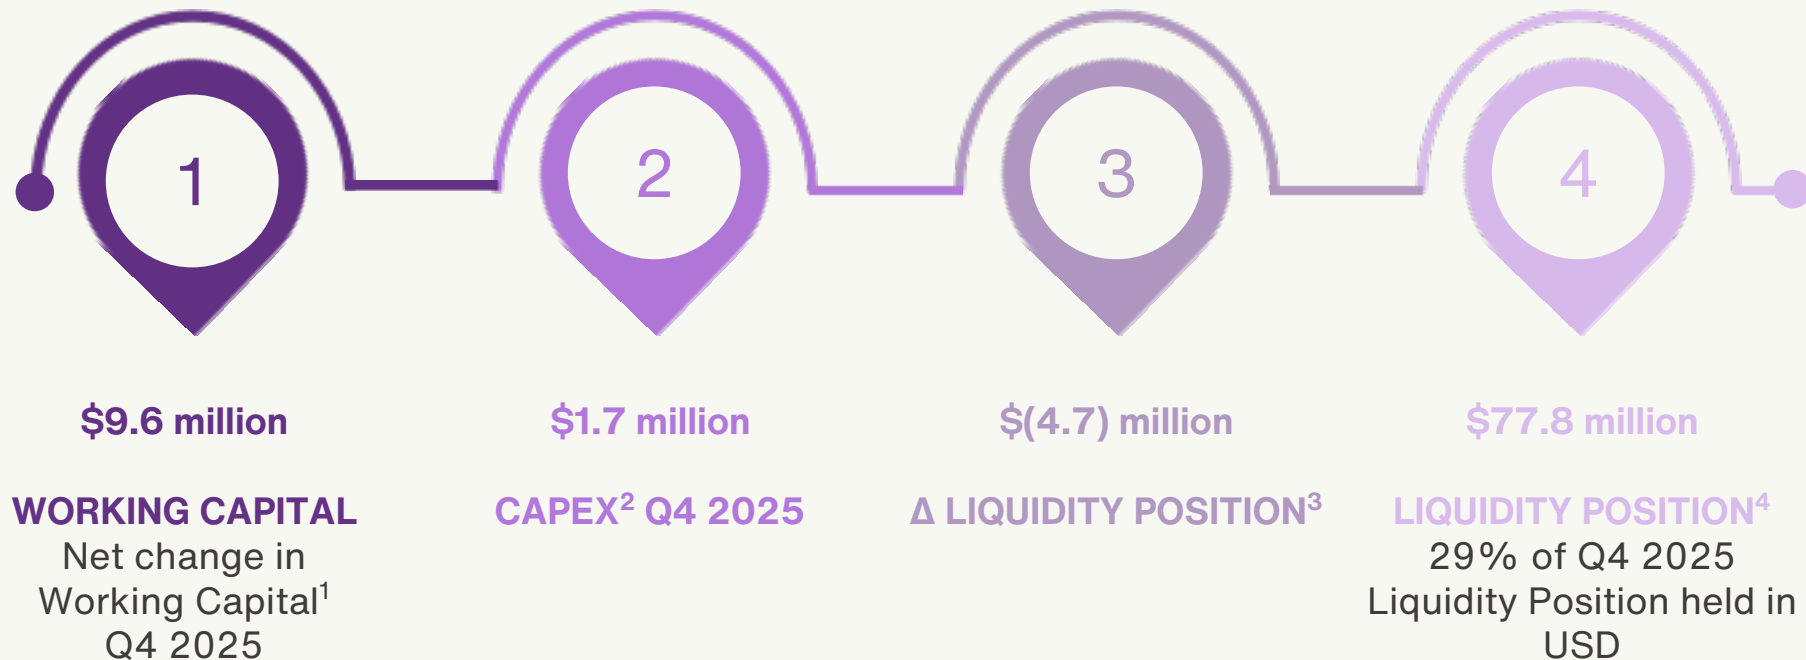 1
2
3
4
$9.6 million
$1.7 million
$(4.7) million
$77.8 million
WORKING CAPITAL
Net change in
Working Capital¹
Q4 2025
CAPEX² Q4 2025
Δ LIQUIDITY POSITION³
LIQUIDITY POSITION⁴
29% of Q4 2025
Liquidity Position held in
USD